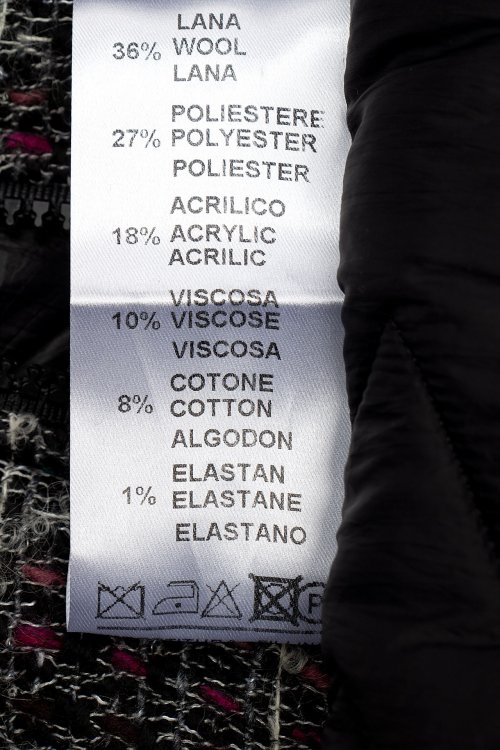 LANA
36% WOOL
LANA
POLIESTERE
27% POLYESTER
POLIESTER
ACRILICO
18% ACRYLIC
ACRILIC
VISCOSA
10% VISCOSE
VISCOSA
COTONE
8% COTTON
ALGODON
ELASTAN
1% ELASTANE
ELASTANO
P